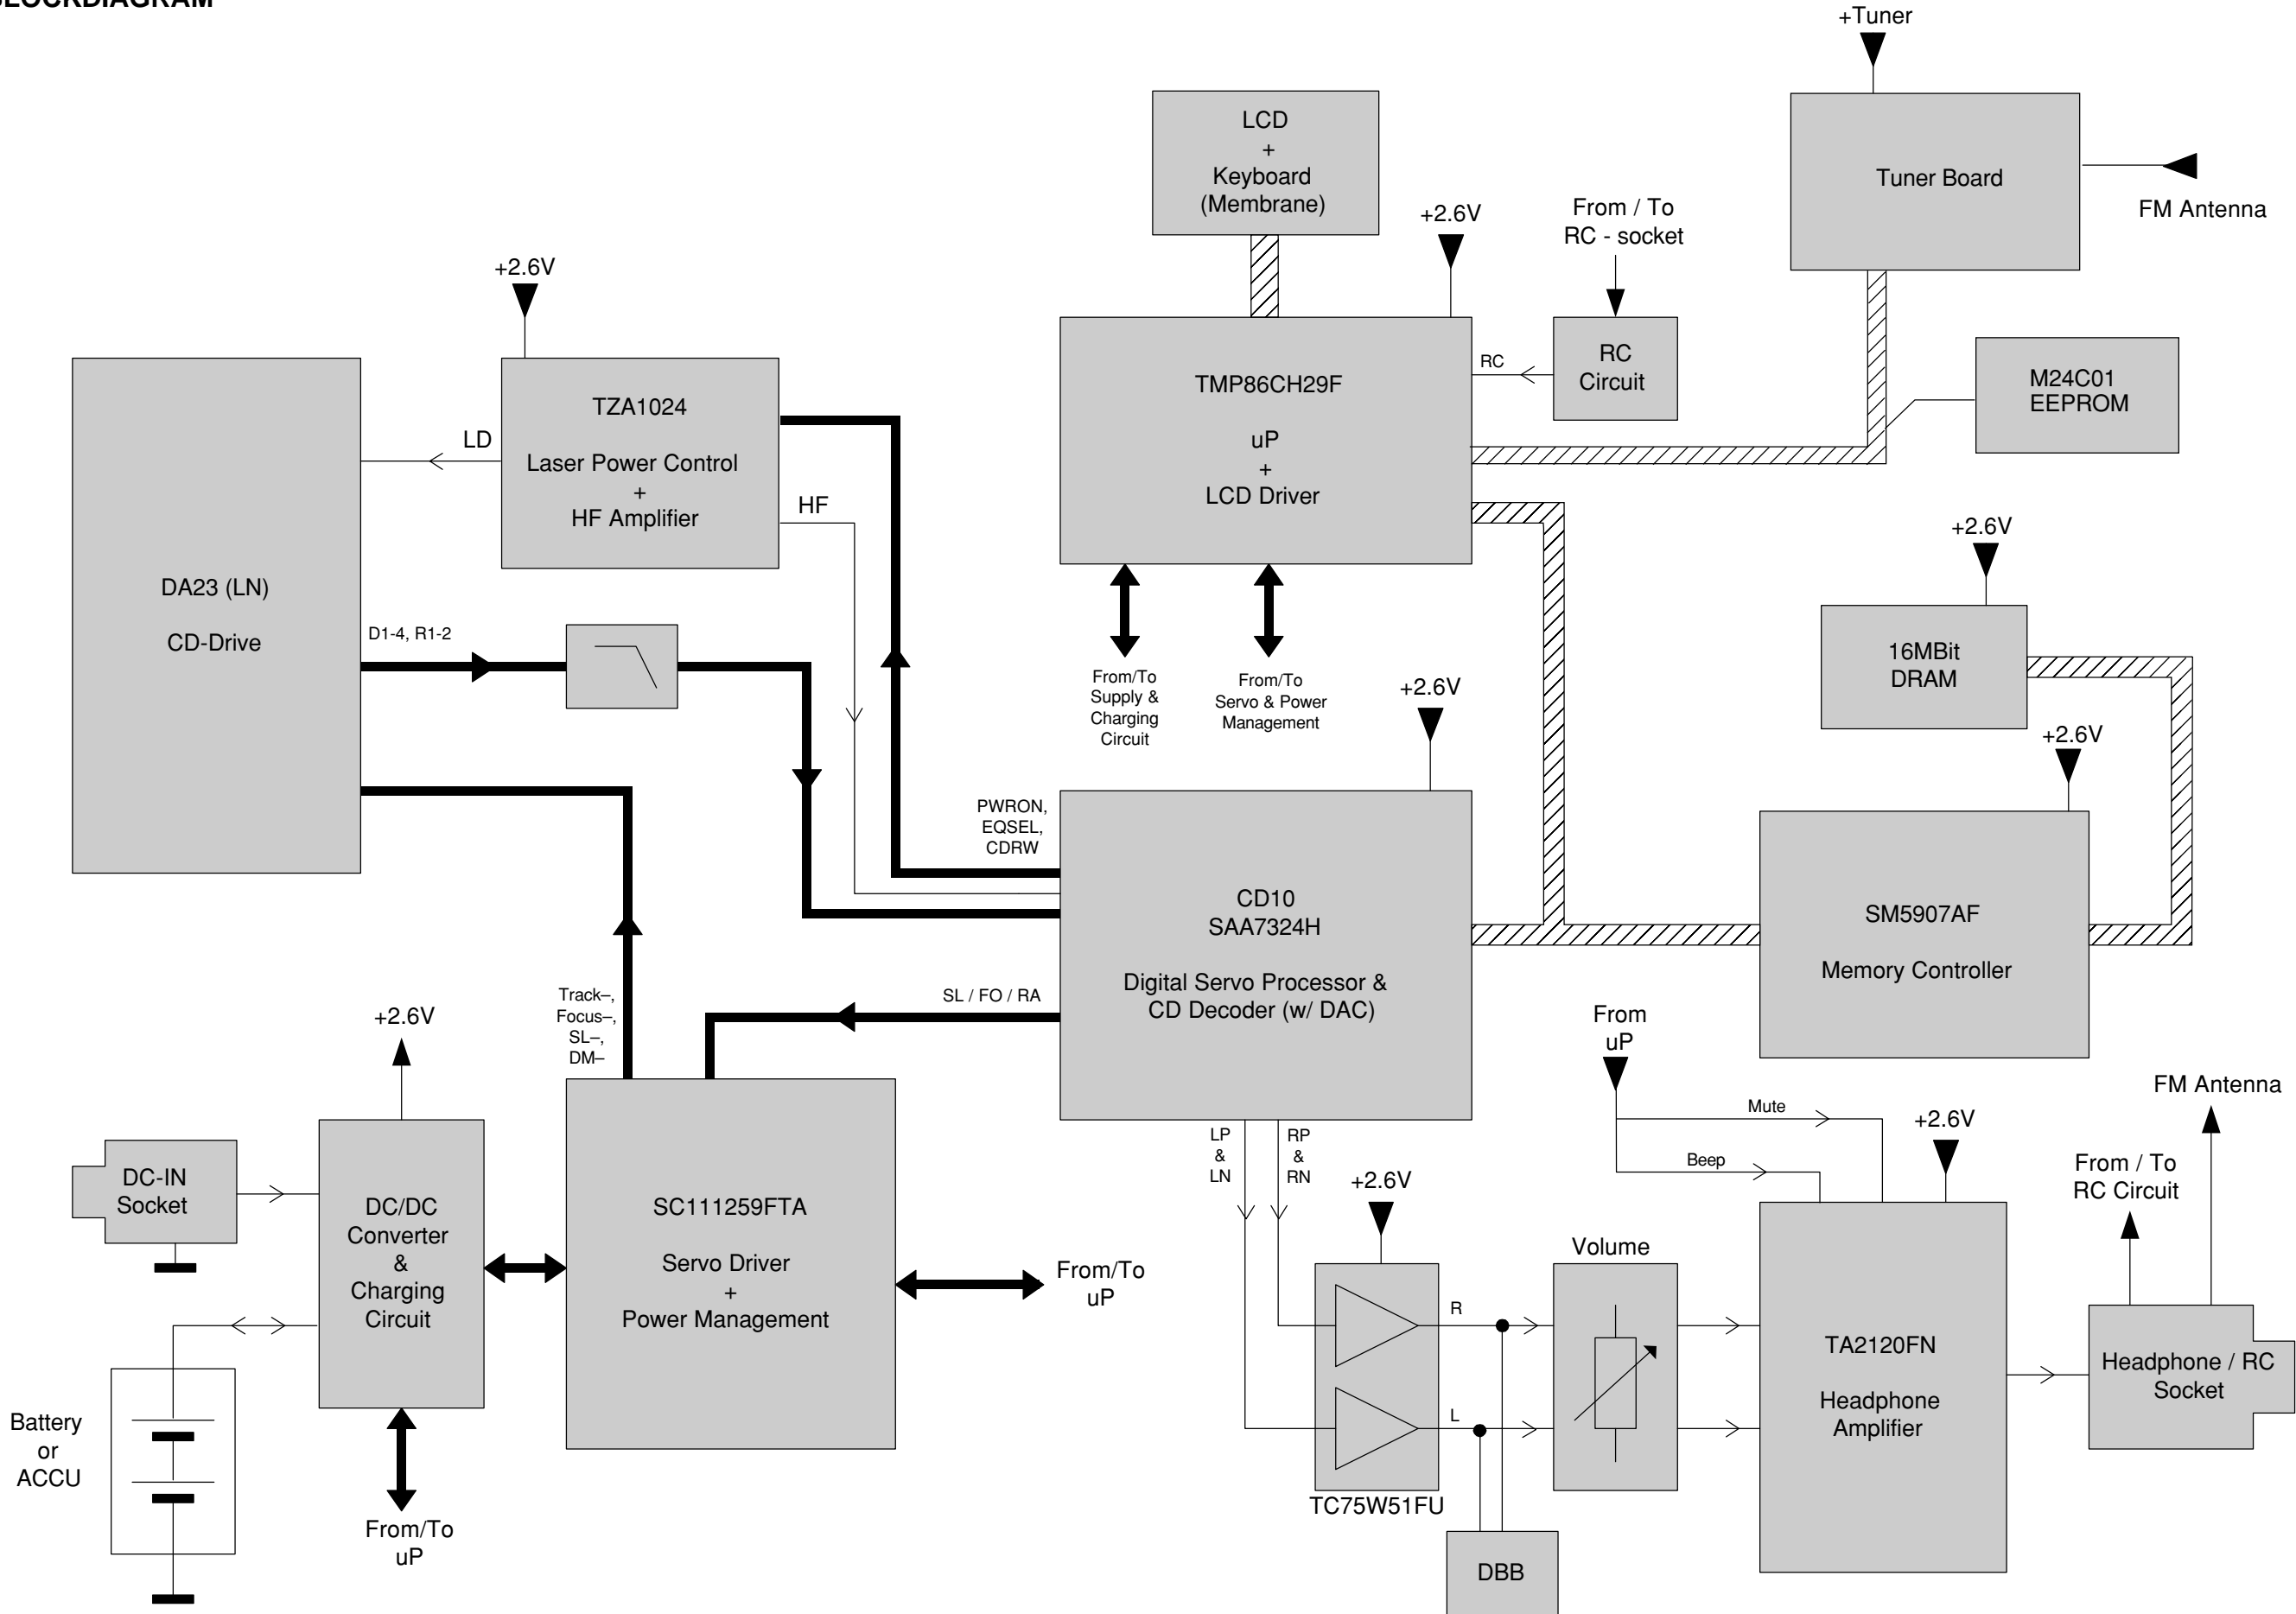 BLOCKDIAGRAM
+Tuner
Tuner Board
FM Antenna
LCD
+
Keyboard
(Membrane)
+2.6V
From / To
RC - socket
+2.6V
RC
RC
Circuit
M24C01
EEPROM
TMP86CH29F
uP
+
LCD Driver
TZA1024
Laser Power Control
+
HF Amplifier
LD
HF
DA23 (LN)
CD-Drive
D1-4, R1-2
From/To
Supply &
Charging
Circuit
From/To
Servo & Power
Management
+2.6V
16MBit
DRAM
+2.6V
+2.6V
PWRON,
EQSEL,
CDRW
CD10
SAA7324H
Digital Servo Processor &
CD Decoder (w/ DAC)
SM5907AF
Memory Controller
SL / FO / RA
Track–,
Focus–,
SL–,
DM–
+2.6V
DC-IN
Socket
DC/DC
Converter
&
Charging
Circuit
SC111259FTA
Servo Driver
+
Power Management
From/To
uP
Battery
or
ACCU
From/To
uP
LP
&
LN
RP
&
RN
+2.6V
R
L
TC75W51FU
DBB
Volume
From
uP
Mute
Beep
+2.6V
TA2120FN
Headphone
Amplifier
From / To
RC Circuit
FM Antenna
Headphone / RC
Socket